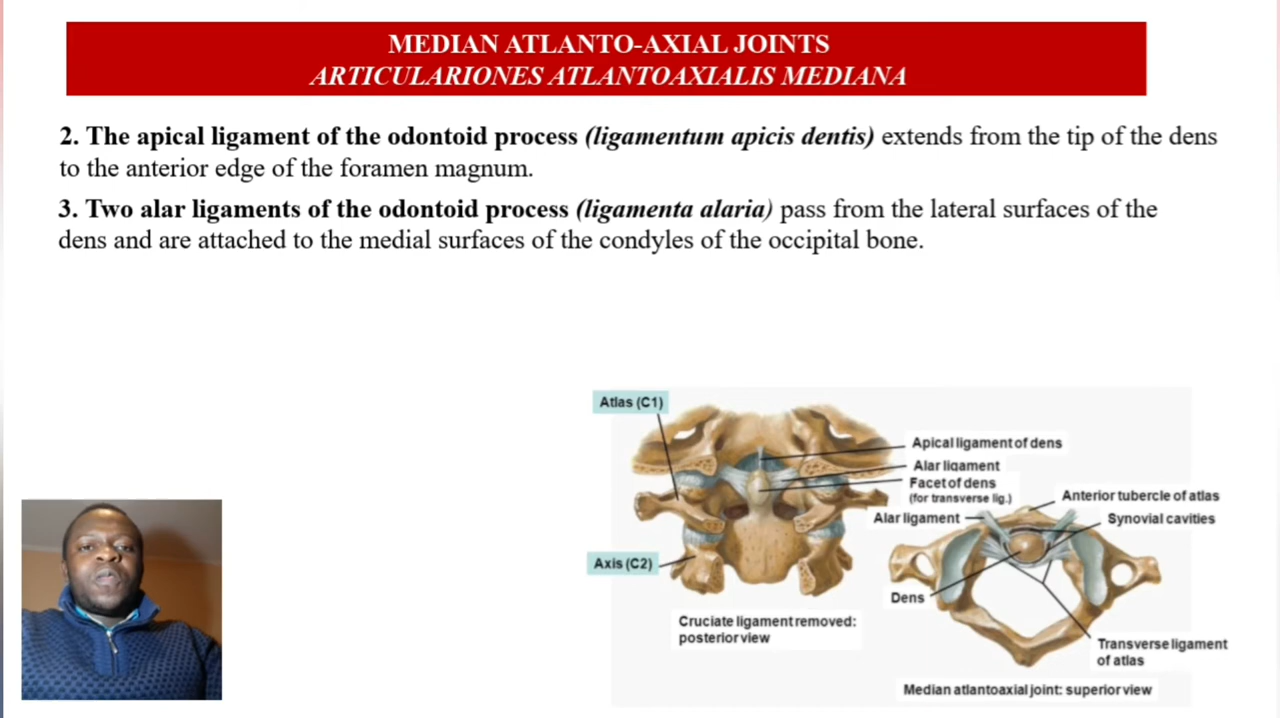 MEDIAN ATLANTO-AXIAL JOINTS
ARTICULARIONES ATLANTOAXIALIS MEDIANA
2. The apical ligament of the odontoid process (ligamentum apicis dentis) extends from the tip of the dens
to the anterior edge of the foramen magnum.
3. Two alar ligaments of the odontoid process (ligamenta alaria) pass from the lateral surfaces of the
dens and are attached to the medial surfaces of the condyles of the occipital bone.
Atlas (C1)
Apical ligament of dens
Alar ligament
Facet of dens
(for transverse lig.)
Anterior tubercle of atlas
Alar ligament
Synovial cavities
Axis (C2)
Dens
Cruciate ligament removed:
posterior view
Transverse ligament
of atlas
Median atlantoaxial joint: superior view